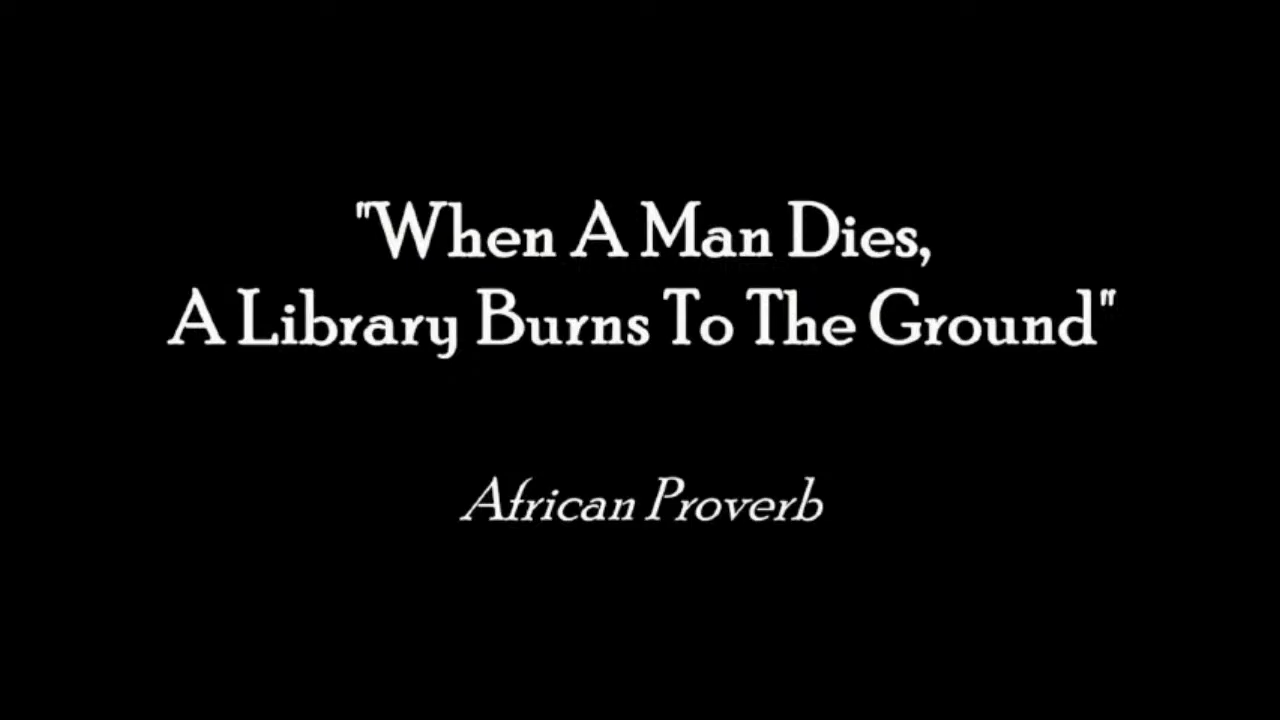 "When A Man Dies,
A Library Burns To The Ground"
African Proverb